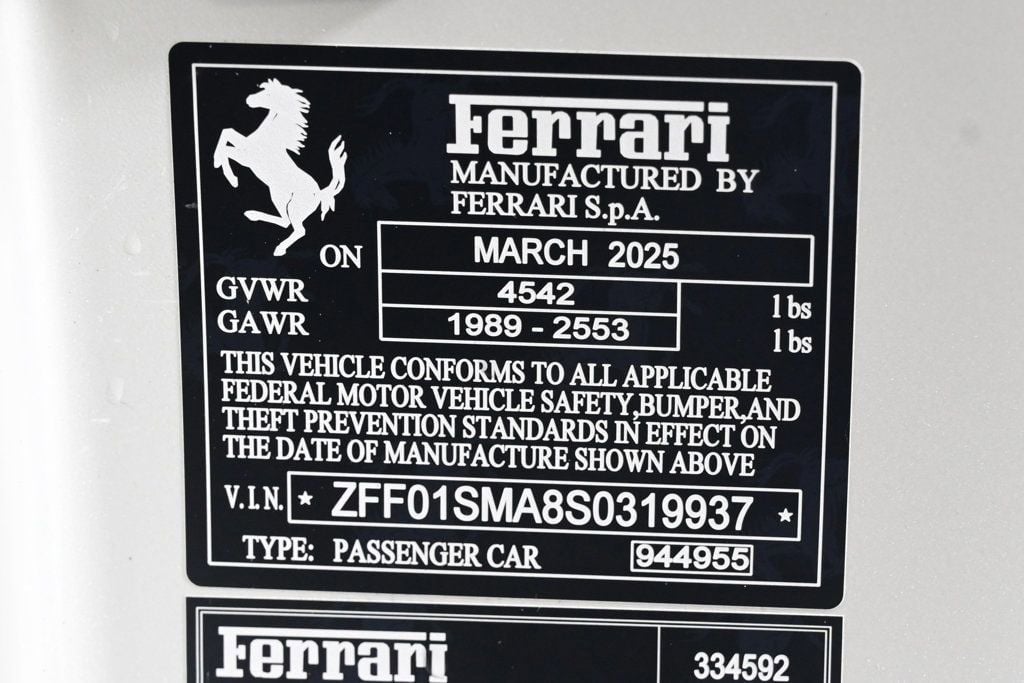 Ferrari
MANUFACTURED BY
FERRARI S.p.A.
ON MARCH 2025
GVWR 4542 lbs
GAWR 1989 - 2553 lbs
THIS VEHICLE CONFORMS TO ALL APPLICABLE
FEDERAL MOTOR VEHICLE SAFETY,BUMPER,AND
THEFT PREVENTION STANDARDS IN EFFECT ON
THE DATE OF MANUFACTURE SHOWN ABOVE
V.I.N. ★ ZFF01SMA8S0319937 ★
TYPE: PASSENGER CAR 944955
Ferrari 334592